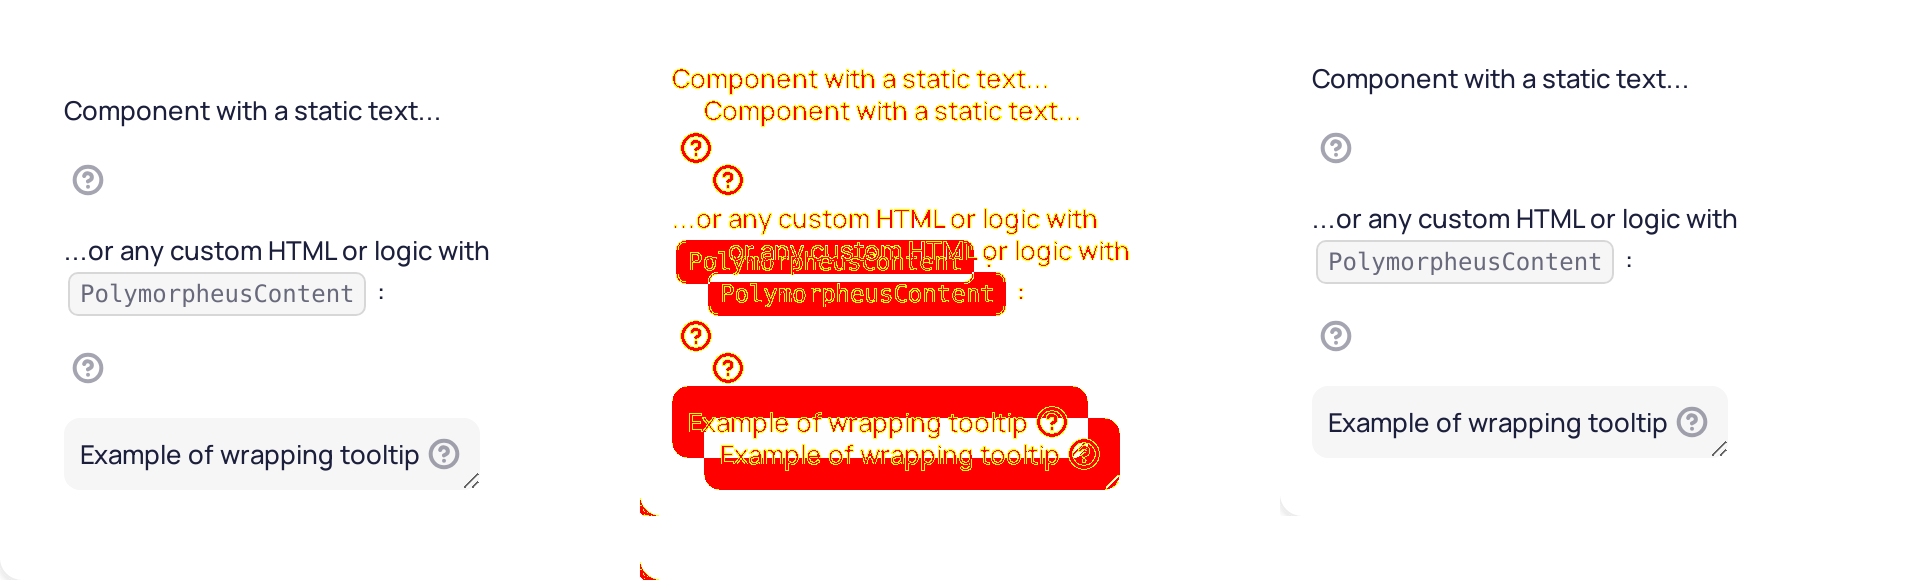 Component with a static text...
...or any custom HTML or logic with
PolymorpheusContent :
Example of wrapping tooltip
Component with a static text...
Component with a static text...
...or any custom HTML or logic with
...or any custom HTML or logic with
PolymorpheusContent :
PolymorpheusContent :
Example of wrapping tooltip
Example of wrapping tooltip
Component with a static text...
...or any custom HTML or logic with
PolymorpheusContent :
Example of wrapping tooltip